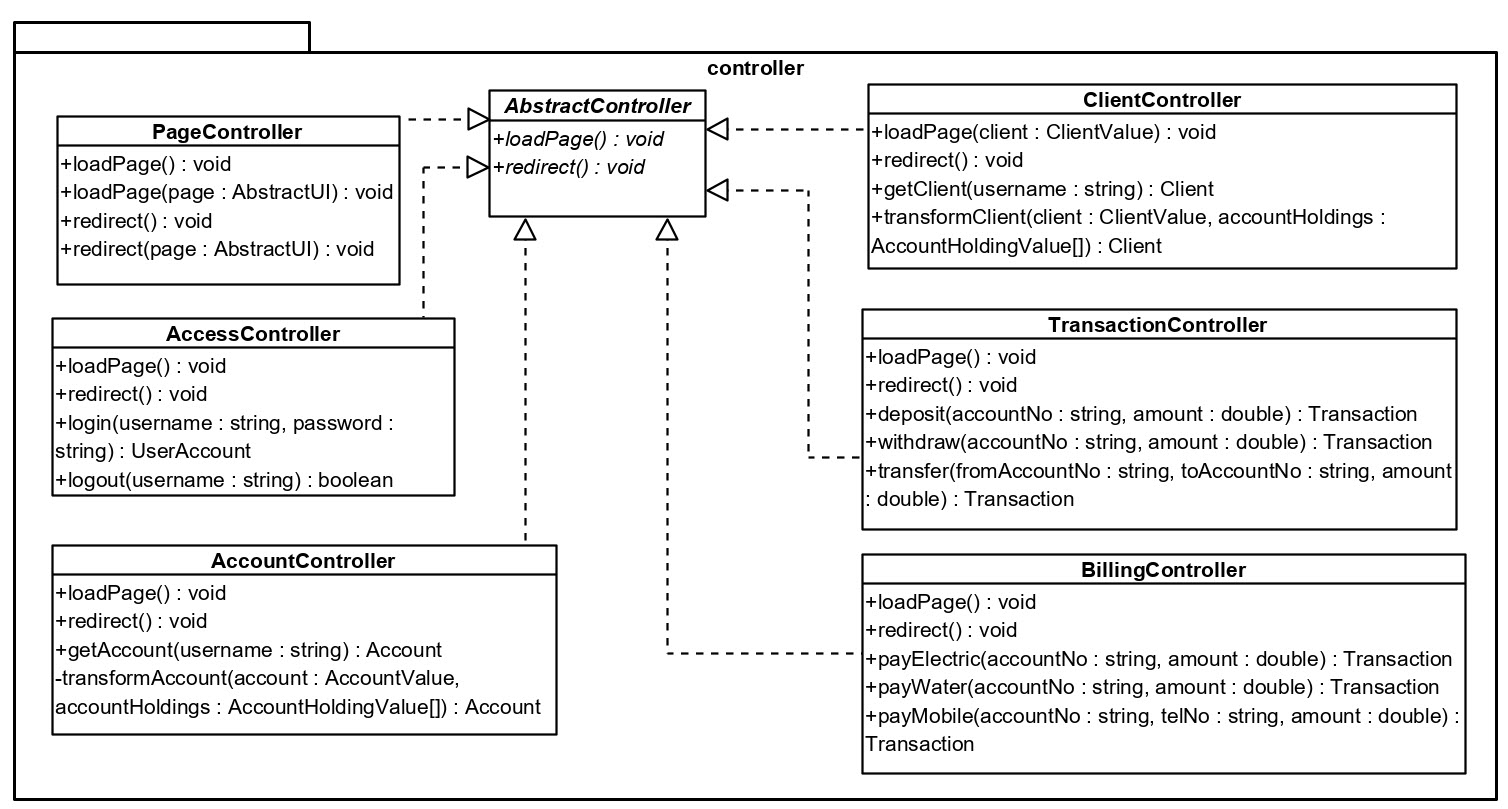 controller
PageController
+loadPage() : void
+loadPage(page : AbstractUI) : void
+redirect() : void
+redirect(page : AbstractUI) : void
AbstractController
+loadPage() : void
+redirect() : void
ClientController
+loadPage(client : ClientValue) : void
+redirect() : void
+getClient(username : string) : Client
+transformClient(client : ClientValue, accountHoldings :
AccountHoldingValue[]) : Client
AccessController
+loadPage() : void
+redirect() : void
+login(username : string, password :
string) : UserAccount
+logout(username : string) : boolean
TransactionController
+loadPage() : void
+redirect() : void
+deposit(accountNo : string, amount : double) : Transaction
+withdraw(accountNo : string, amount : double) : Transaction
+transfer(fromAccountNo : string, toAccountNo : string, amount
: double) : Transaction
AccountController
+loadPage() : void
+redirect() : void
+getAccount(username : string) : Account
-transformAccount(account : AccountValue,
accountHoldings : AccountHoldingValue[]) : Account
BillingController
+loadPage() : void
+redirect() : void
+payElectric(accountNo : string, amount : double) : Transaction
+payWater(accountNo : string, amount : double) : Transaction
+payMobile(accountNo : string, telNo : string, amount : double) :
Transaction